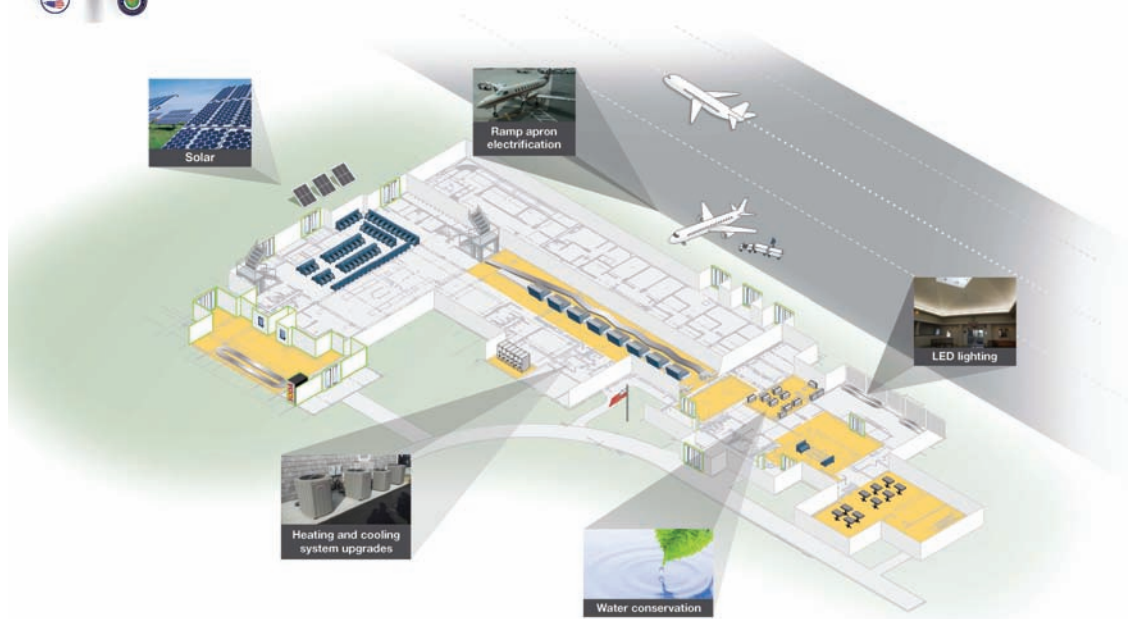 Solar
Ramp apron
electrification
LED lighting
Heating and cooling
system upgrades
Water conservation